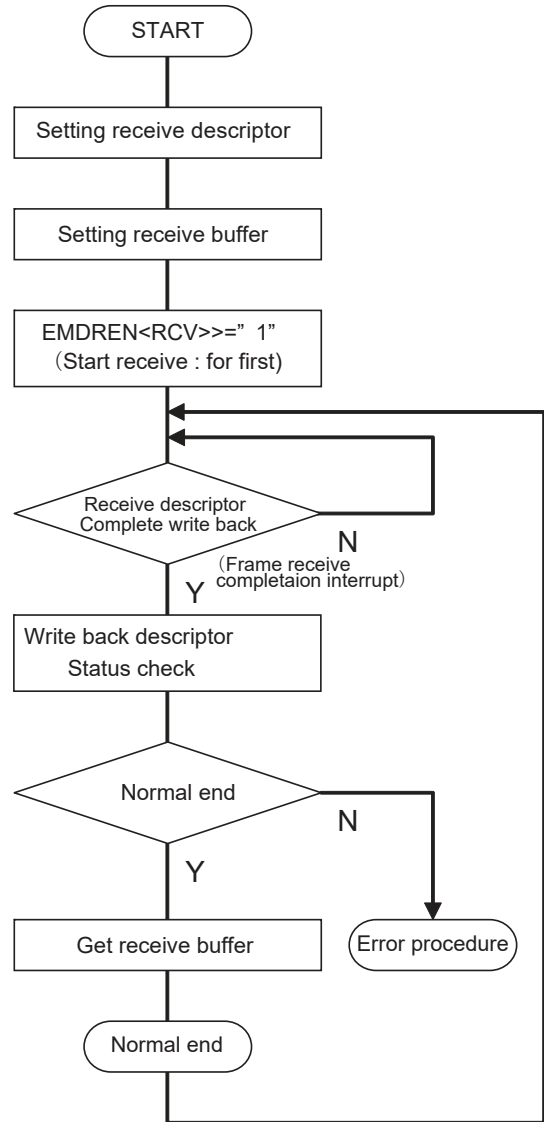 START
Setting receive descriptor
Setting receive buffer
EMDREN<RCV>>=” 1”
（Start receive : for first)
Receive descriptor
Complete write back
N
（Frame receive
completaion interrupt）
Y
Write back descriptor
Status check
Normal end
N
Y
Get receive buffer
Error procedure
Normal end